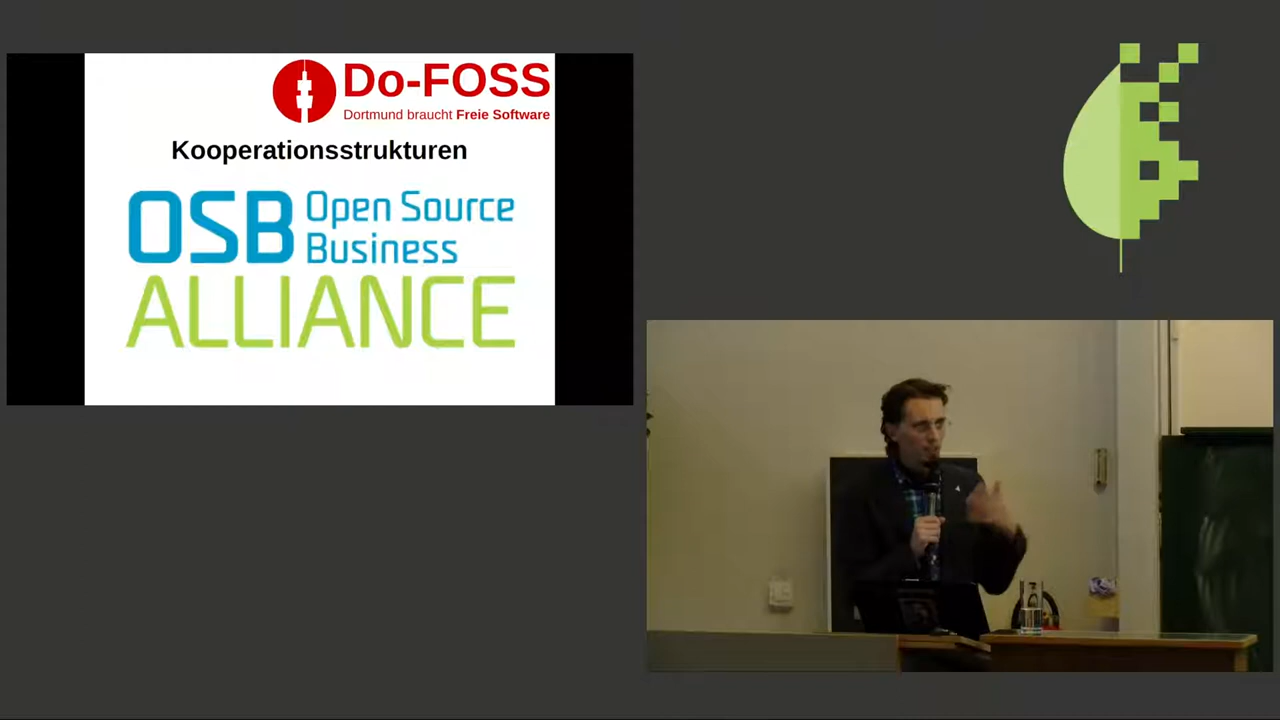 Do-FOSS
Dortmund braucht Freie Software
Kooperationsstrukturen
OSB Open Source
Business
ALLIANCE